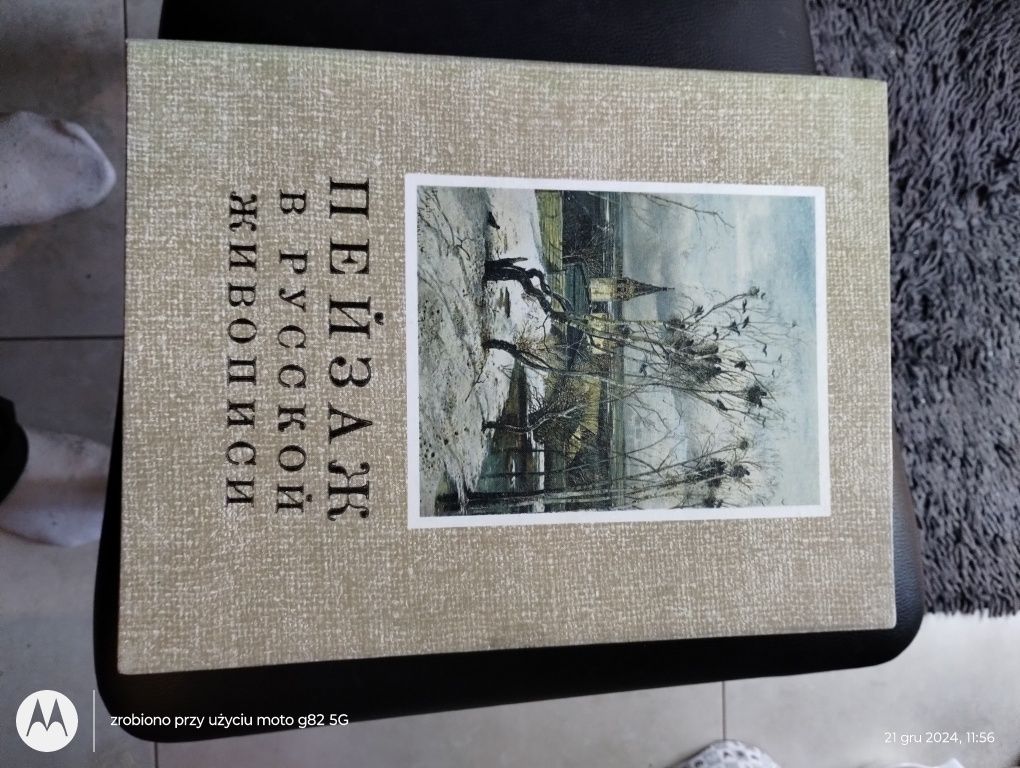 ПЕЙЗАЖ
В РУССКОЙ
ЖИВОПИСИ
zrobiono przy użyciu moto g82 5G
21 gru 2024, 11:56